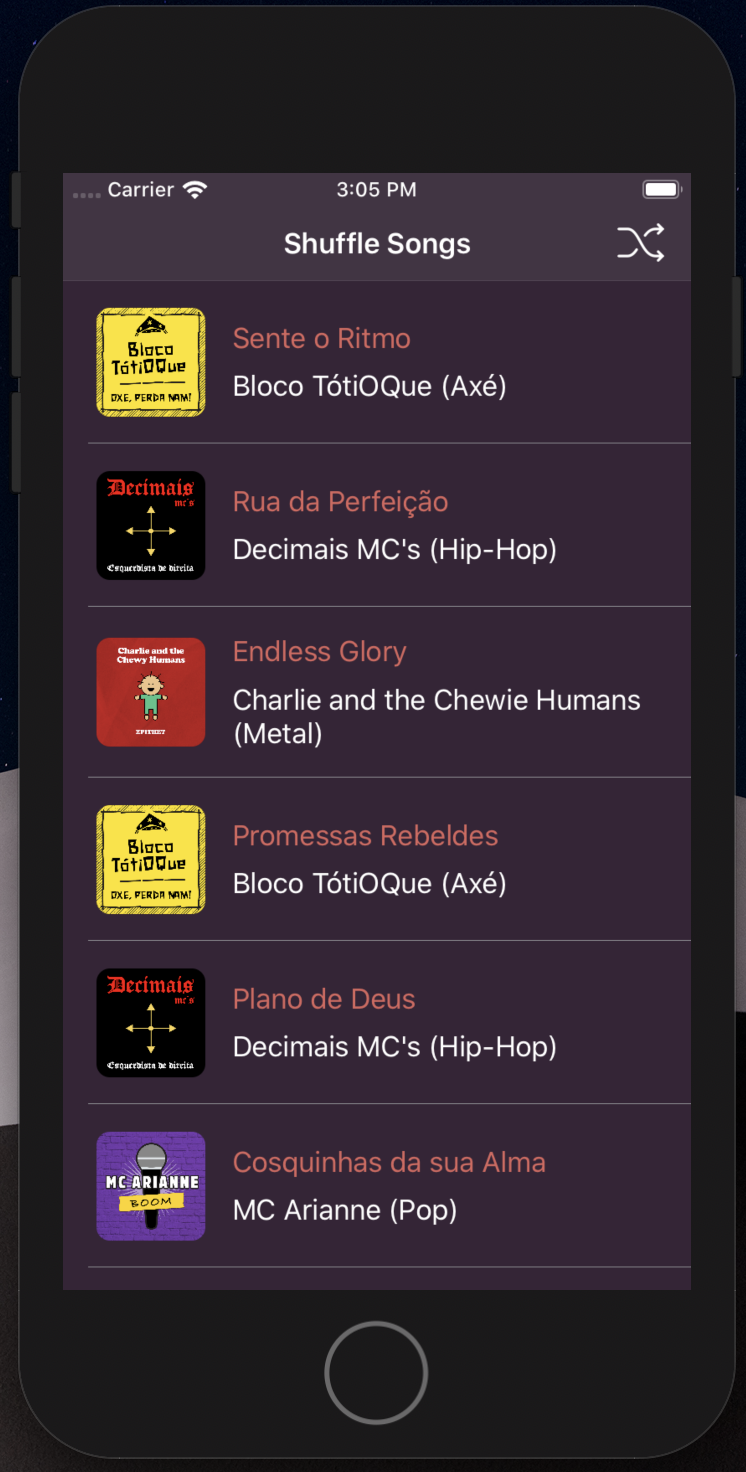 Carrier
3:05 PM
Shuffle Songs
Bloco
TótiOQue
OXE, PERDA NAM!
Sente o Ritmo
Bloco TótiOQue (Axé)
Decimais
mc's
Esquerdista de direita
Rua da Perfeição
Decimais MC's (Hip-Hop)
Charlie and the
Chewy Humans
EPITHET
Endless Glory
Charlie and the Chewie Humans
(Metal)
Bloco
TótiOQue
OXE, PERDA NAM!
Promessas Rebeldes
Bloco TótiOQue (Axé)
Decimais
mc's
Esquerdista de direita
Plano de Deus
Decimais MC's (Hip-Hop)
MC ARIANNE
BOOM
Cosquinhas da sua Alma
MC Arianne (Pop)